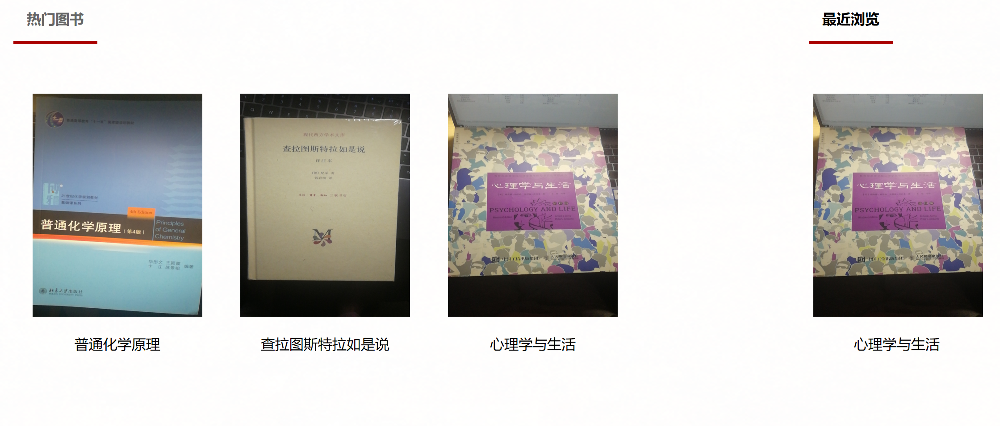 热门图书
最近浏览
十一五
普通高等教育“十一五”国家级规划教材
博雅
21世纪化学规划教材
基础课系列
4th Edition
普通化学原理(第4版)
Principles
of General
Chemistry
华彤文 王颖霞
卞江 陈景祖 编著
北京大学出版社
PEKING UNIVERSITY PRESS
现代西方学术文库
查拉图斯特拉如是说
详注本
[德] 尼采 著
钱春绮 译
生活·读书·新知 三联书店
心理学与生活
第19版
PSYCHOLOGY AND LIFE
中国工信出版集团
人民邮电出版社
心理学与生活
第19版
PSYCHOLOGY AND LIFE
中国工信出版集团
人民邮电出版社
普通化学原理
查拉图斯特拉如是说
心理学与生活
心理学与生活